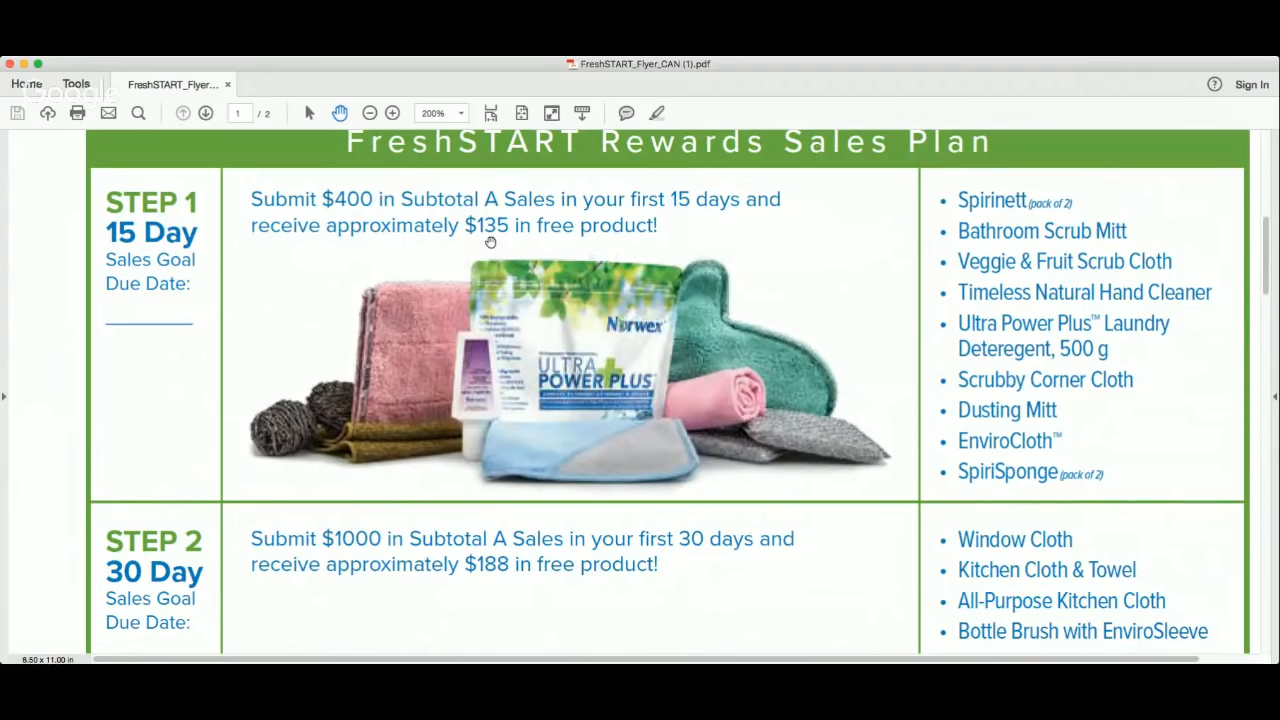 FreshSTART_Flyer_CAN (1).pdf
Home Tools FreshSTART_Flyer... × Sign In
Google
1 / 2 200%
FreshSTART Rewards Sales Plan
STEP 1
15 Day
Sales Goal
Due Date:
Submit $400 in Subtotal A Sales in your first 15 days and
receive approximately $135 in free product!
Norwex
ULTRA
POWER PLUS™
• Spirinett (pack of 2)
• Bathroom Scrub Mitt
• Veggie & Fruit Scrub Cloth
• Timeless Natural Hand Cleaner
• Ultra Power Plus™ Laundry
Deteregent, 500 g
• Scrubby Corner Cloth
• Dusting Mitt
• EnviroCloth™
• SpiriSponge (pack of 2)
STEP 2
30 Day
Sales Goal
Due Date:
Submit $1000 in Subtotal A Sales in your first 30 days and
receive approximately $188 in free product!
• Window Cloth
• Kitchen Cloth & Towel
• All-Purpose Kitchen Cloth
• Bottle Brush with EnviroSleeve
8.50 x 11.00 in